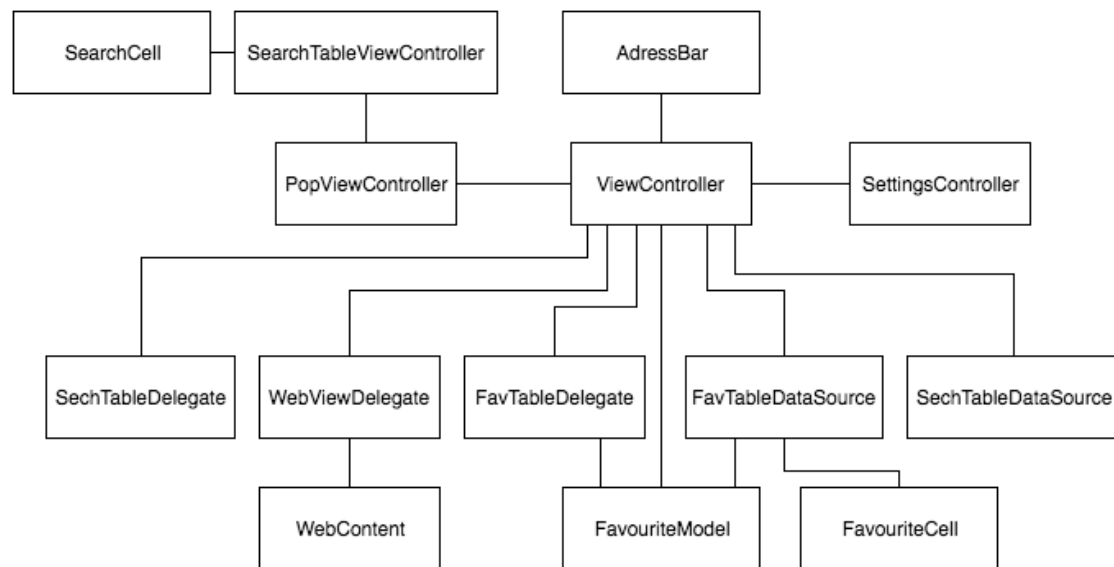 SearchCell
SearchTableViewController
AdressBar
PopViewController
ViewController
SettingsController
SechTableDelegate
WebViewDelegate
FavTableDelegate
FavTableDataSource
SechTableDataSource
WebContent
FavouriteModel
FavouriteCell